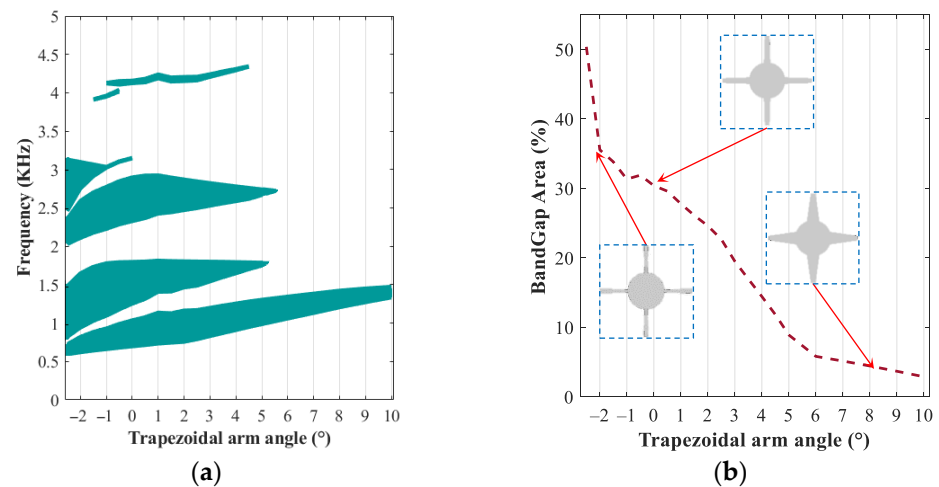 5
4.5
4
3.5
3
2.5
2
1.5
1
0.5
0
Frequency (KHz)
−2 −1 0 1 2 3 4 5 6 7 8 9 10
Trapezoidal arm angle (°)
(a)
50
40
30
20
10
0
BandGap Area (%)
−2 −1 0 1 2 3 4 5 6 7 8 9 10
Trapezoidal arm angle (°)
(b)